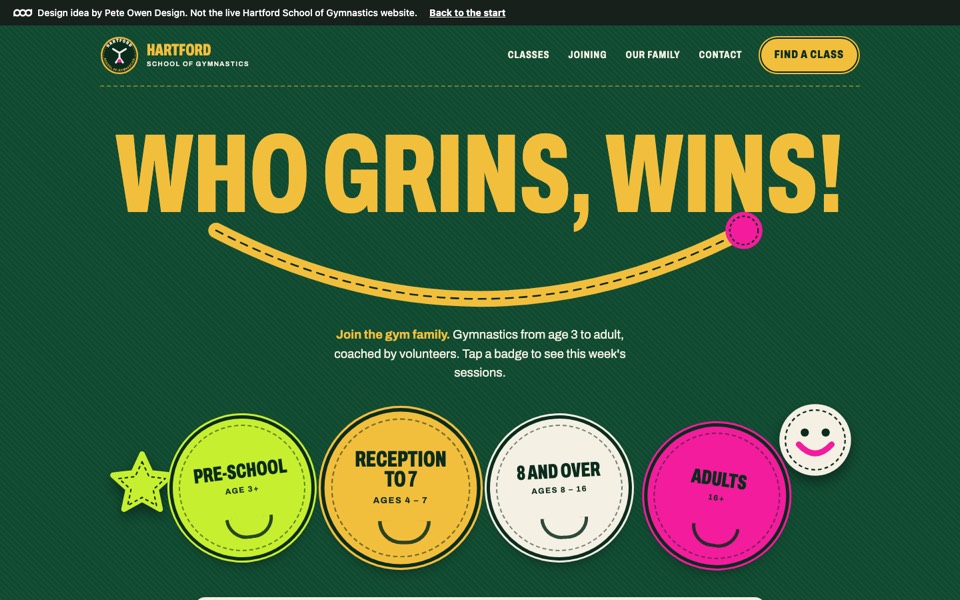 Design idea by Pete Owen Design. Not the live Hartford School of Gymnastics website. Back to the start
HARTFORD
HARTFORD
SCHOOL OF GYMNASTICS
CLASSES JOINING OUR FAMILY CONTACT FIND A CLASS
WHO GRINS, WINS!
Join the gym family. Gymnastics from age 3 to adult,
coached by volunteers. Tap a badge to see this week's
sessions.
PRE-SCHOOL
AGE 3+
RECEPTION
TO 7
AGES 4 – 7
8 AND OVER
AGES 8 – 16
ADULTS
16+